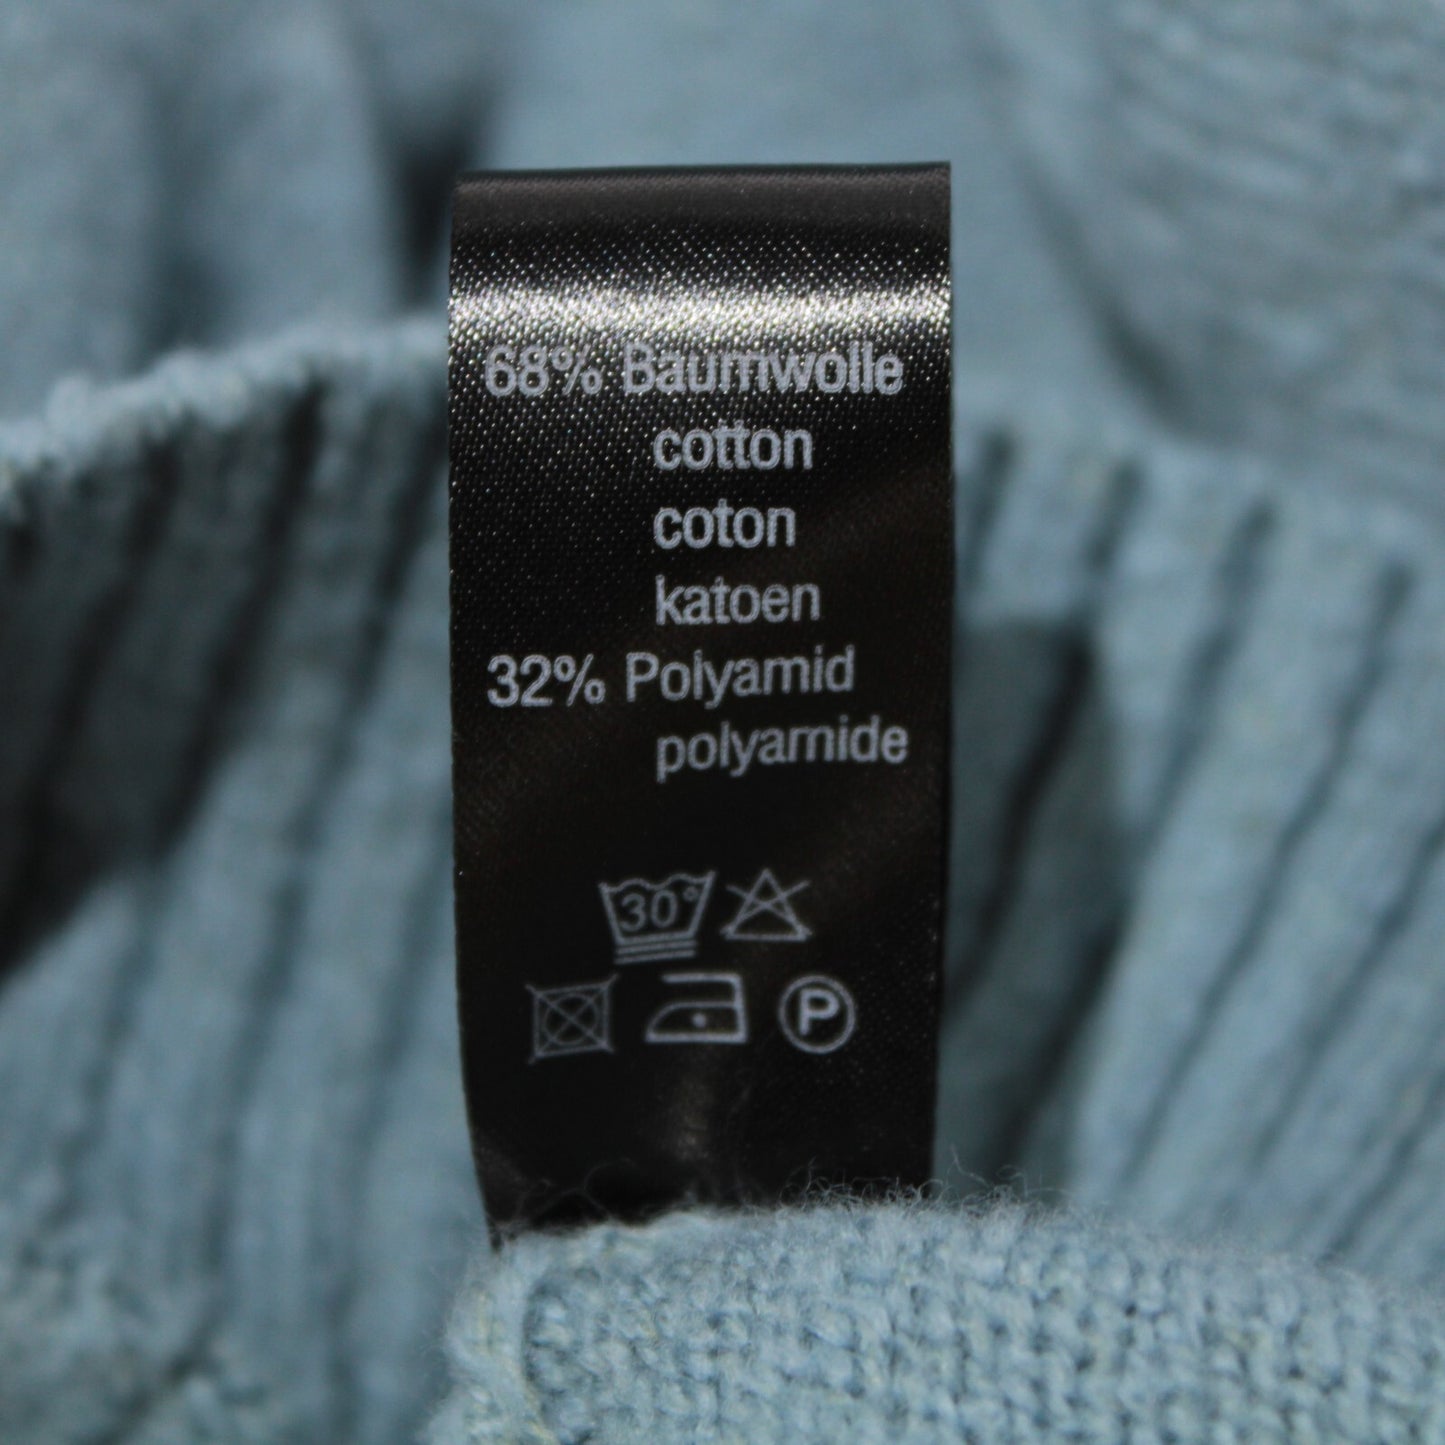 68% Baumwolle
cotton
coton
katoen
32% Polyamid
polyamide
30°
P